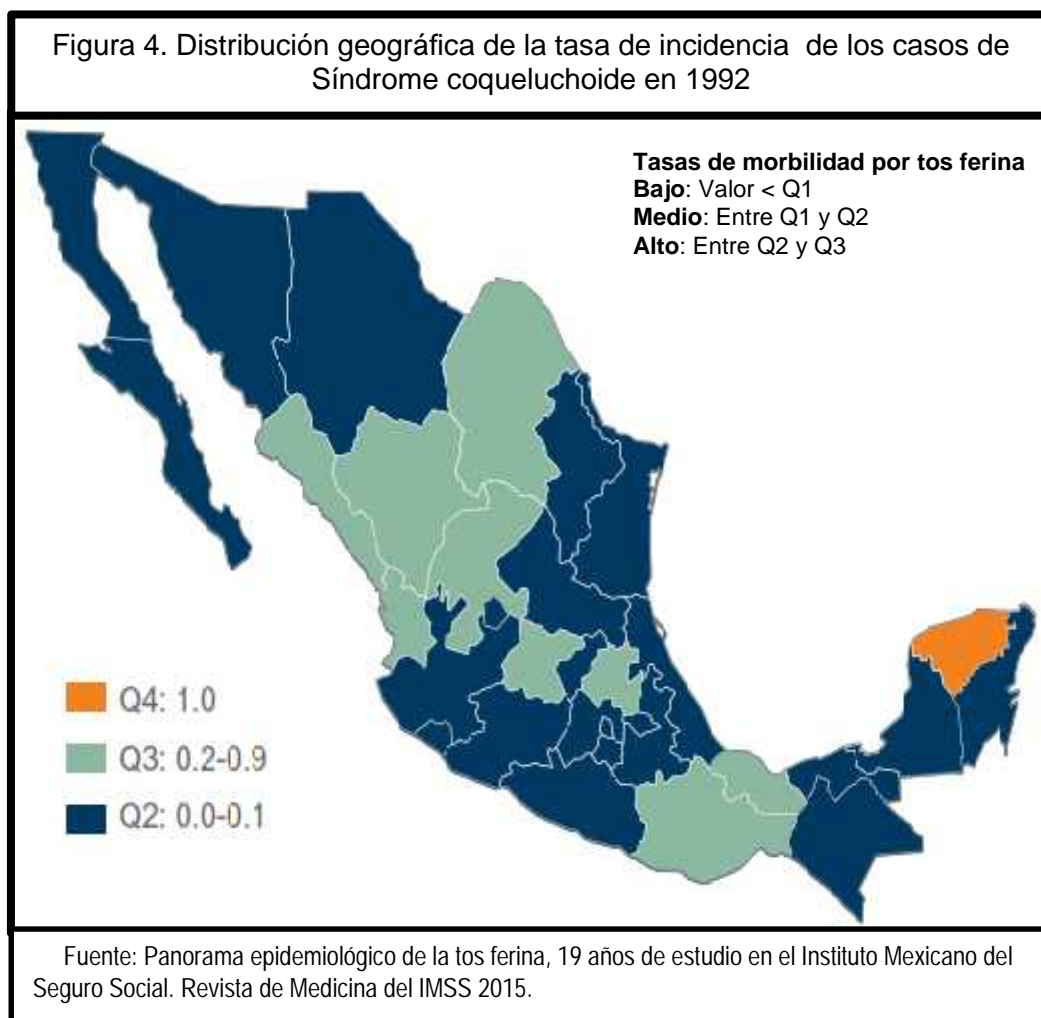 Figura 4. Distribución geográfica de la tasa de incidencia de los casos de
Síndrome coqueluchoide en 1992
Tasas de morbilidad por tos ferina
Bajo: Valor < Q1
Medio: Entre Q1 y Q2
Alto: Entre Q2 y Q3
Q4: 1.0
Q3: 0.2-0.9
Q2: 0.0-0.1
Fuente: Panorama epidemiológico de la tos ferina, 19 años de estudio en el Instituto Mexicano del
Seguro Social. Revista de Medicina del IMSS 2015.